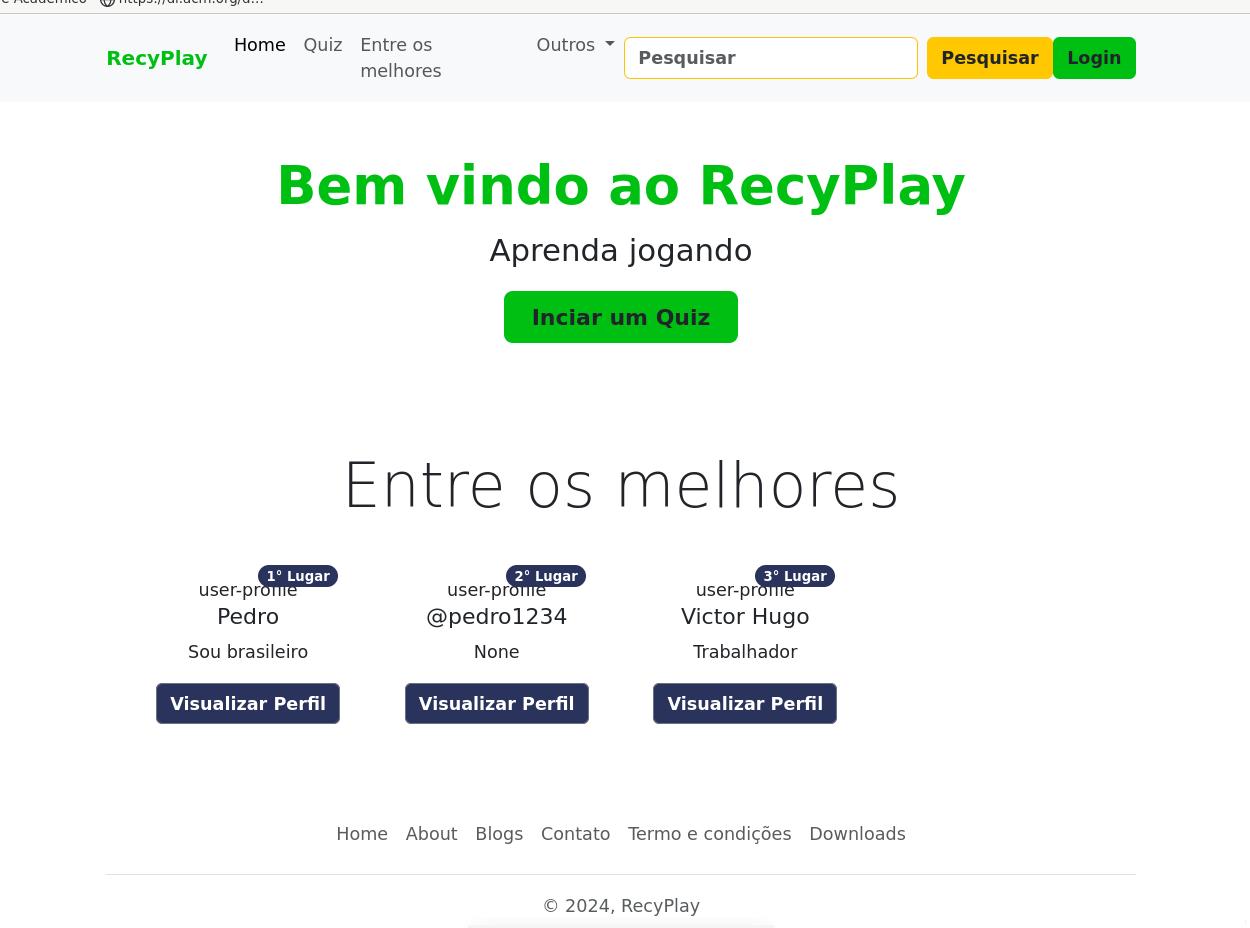 e Acadêmico https://dl.acm.org/d...
RecyPlay Home Quiz Entre os melhores Outros Pesquisar Pesquisar Login
Bem vindo ao RecyPlay
Aprenda jogando
Inciar um Quiz
Entre os melhores
1° Lugar 2° Lugar 3° Lugar
user-profile user-profile user-profile
Pedro @pedro1234 Victor Hugo
Sou brasileiro None Trabalhador
Visualizar Perfil Visualizar Perfil Visualizar Perfil
Home About Blogs Contato Termo e condições Downloads
© 2024, RecyPlay